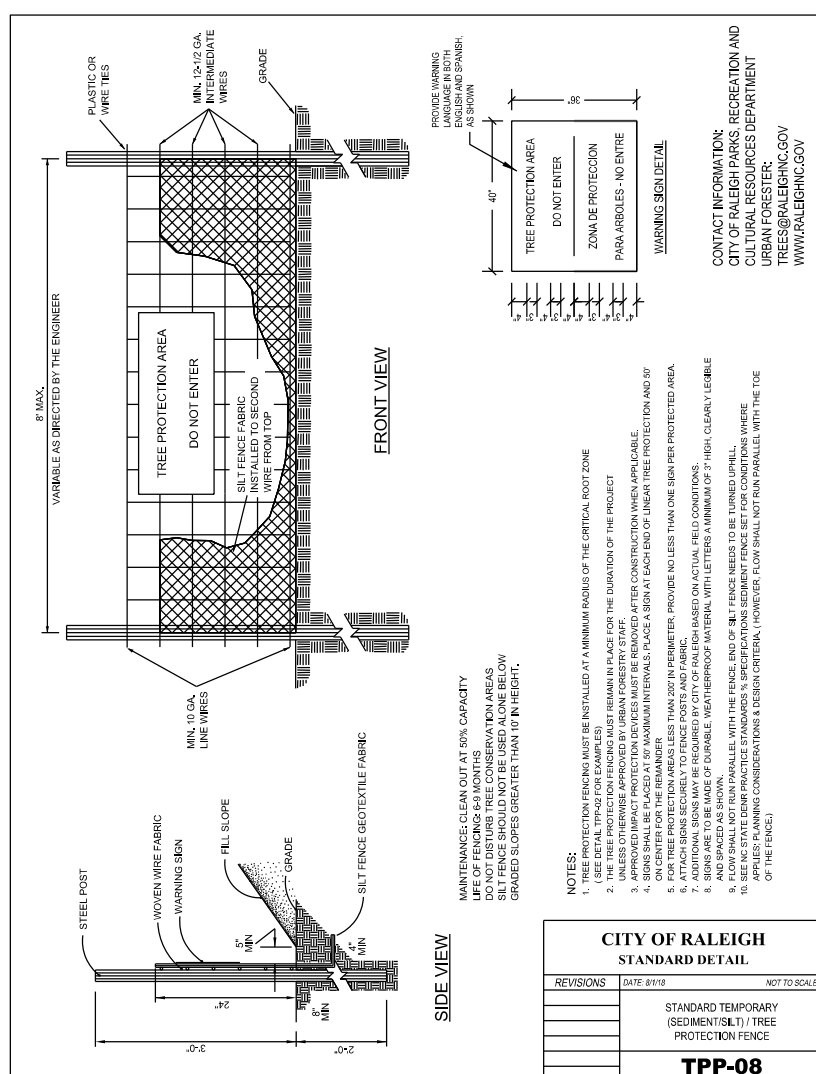 8' MAX.
VARIABLE AS DIRECTED BY THE ENGINEER
PLASTIC OR
WIRE TIES
MIN. 12-1/2 GA.
INTERMEDIATE
WIRES
GRADE
MIN. 10 GA.
LINE WIRES
TREE PROTECTION AREA
DO NOT ENTER
SILT FENCE FABRIC
INSTALLED TO SECOND
WIRE FROM TOP
FRONT VIEW
STEEL POST
WOVEN WIRE FABRIC
WARNING SIGN
FILL SLOPE
GRADE
SILT FENCE GEOTEXTILE FABRIC
3'-0"
2'-0"
24"
8"
MIN
5"
MIN
4"
MIN
SIDE VIEW
MAINTENANCE: CLEAN OUT AT 50% CAPACITY
LIFE OF FENCING: 6-9 MONTHS
DO NOT DISTURB TREE CONSERVATION AREAS
SILT FENCE SHOULD NOT BE USED ALONE BELOW
GRADED SLOPES GREATER THAN 10' IN HEIGHT.
PROVIDE WARNING
LANGUAGE IN BOTH
ENGLISH AND SPANISH,
AS SHOWN
40"
36"
4"
3"
4"
3"
4"
4"
3"
4"
3"
4"
TREE PROTECTION AREA
DO NOT ENTER
ZONA DE PROTECCION
PARA ARBOLES - NO ENTRE
WARNING SIGN DETAIL
CONTACT INFORMATION:
CITY OF RALEIGH PARKS, RECREATION AND
CULTURAL RESOURCES DEPARTMENT
URBAN FORESTER:
TREES@RALEIGHNC.GOV
WWW.RALEIGHNC.GOV
NOTES:
1. TREE PROTECTION FENCING MUST BE INSTALLED AT A MINIMUM RADIUS OF THE CRITICAL ROOT ZONE
( SEE DETAIL TPP-02 FOR EXAMPLES)
2. THE TREE PROTECTION FENCING MUST REMAIN IN PLACE FOR THE DURATION OF THE PROJECT
UNLESS OTHERWISE APPROVED BY URBAN FORESTRY STAFF.
3. APPROVED IMPACT PROTECTION DEVICES MUST BE REMOVED AFTER CONSTRUCTION WHEN APPLICABLE.
4. SIGNS SHALL BE PLACED AT 50' MAXIMUM INTERVALS. PLACE A SIGN AT EACH END OF LINEAR TREE PROTECTION AND 50'
ON CENTER FOR THE REMAINDER
5. FOR TREE PROTECTION AREAS LESS THAN 200' IN PERIMETER, PROVIDE NO LESS THAN ONE SIGN PER PROTECTED AREA.
6. ATTACH SIGNS SECURELY TO FENCE POSTS AND FABRIC.
7. ADDITIONAL SIGNS MAY BE REQUIRED BY CITY OF RALEIGH BASED ON ACTUAL FIELD CONDITIONS.
8. SIGNS ARE TO BE MADE OF DURABLE, WEATHERPROOF MATERIAL WITH LETTERS A MINIMUM OF 3" HIGH, CLEARLY LEGIBLE
AND SPACED AS SHOWN.
9. FLOW SHALL NOT RUN PARALLEL WITH THE FENCE, END OF SILT FENCE NEEDS TO BE TURNED UPHILL.
10. SEE NC STATE DENR PRACTICE STANDARDS % SPECIFICATIONS SEDIMENT FENCE SET FOR CONDITIONS WHERE
APPLIES; PLANNING CONSIDERATIONS & DESIGN CRITERIA, ( HOWEVER, FLOW SHALL NOT RUN PARALLEL WITH THE TOE
OF THE FENCE.)
CITY OF RALEIGH
STANDARD DETAIL
REVISIONS
DATE: 8/1/18
NOT TO SCALE
STANDARD TEMPORARY
(SEDIMENT/SILT) / TREE
PROTECTION FENCE
TPP-08